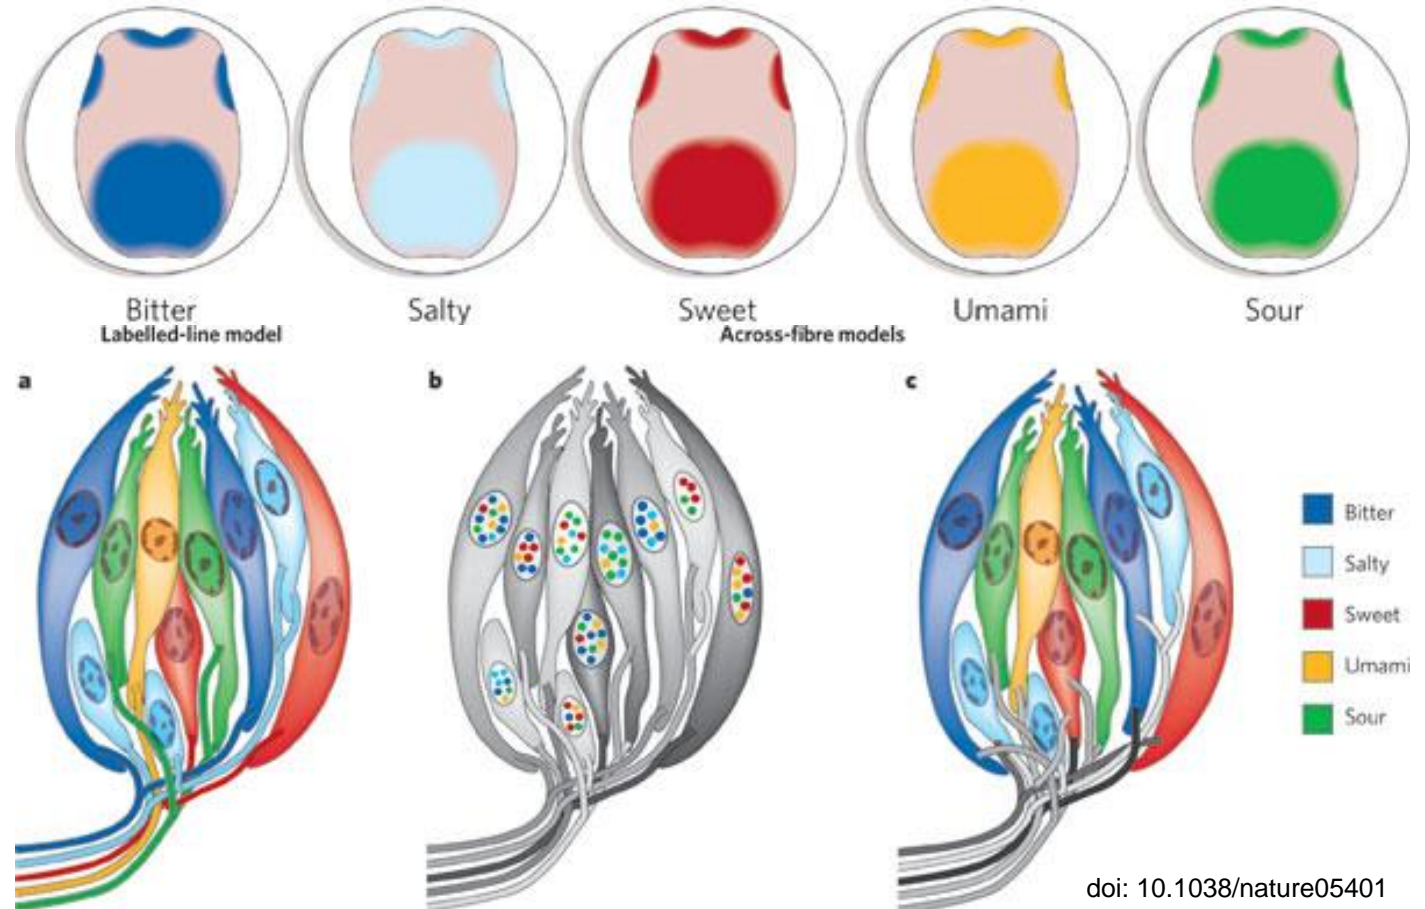 Bitter Salty Sweet Umami Sour
Labelled-line model Across-fibre models
a b c
Bitter
Salty
Sweet
Umami
Sour
doi: 10.1038/nature05401